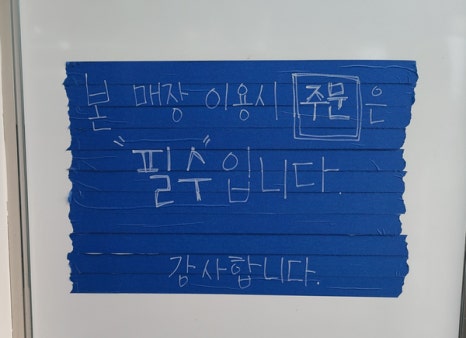 본 매장 이용시 주문은
"필수"입니다.
감사합니다.